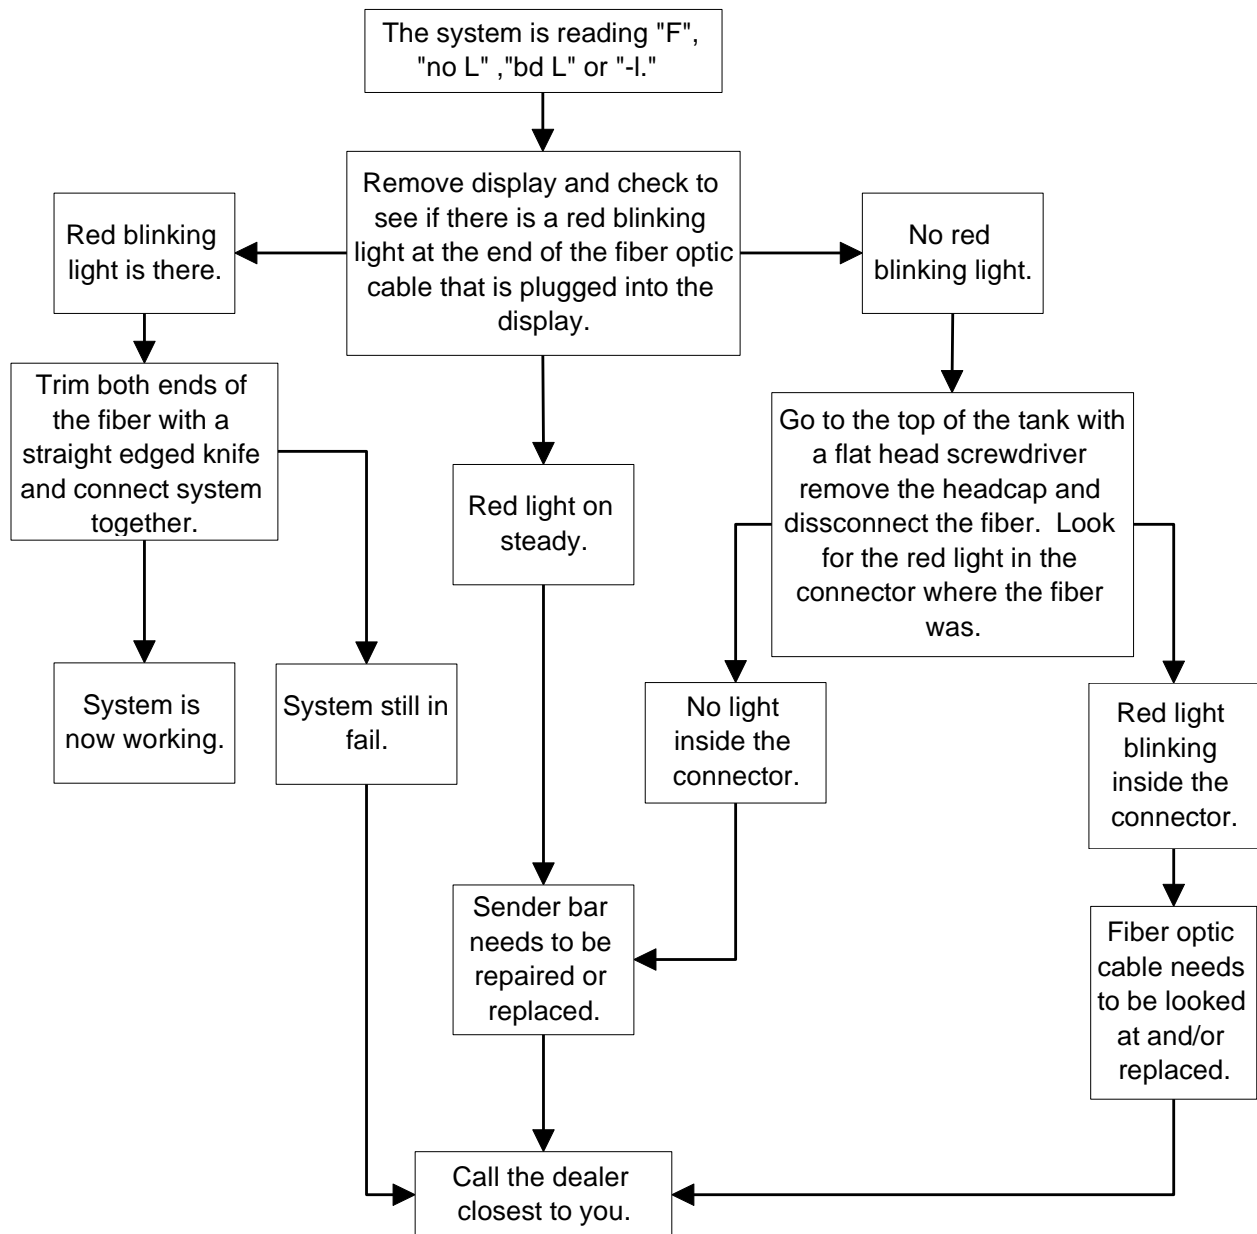 The system is reading "F",
"no L" ,"bd L" or "-l."
Remove display and check to
see if there is a red blinking
light at the end of the fiber optic
cable that is plugged into the
display.
Red blinking
light is there.
No red
blinking light.
Trim both ends of
the fiber with a
straight edged knife
and connect system
together.
Red light on
steady.
Go to the top of the tank with
a flat head screwdriver
remove the headcap and
dissconnect the fiber.  Look
for the red light in the
connector where the fiber
was.
System is
now working.
System still in
fail.
No light
inside the
connector.
Red light
blinking
inside the
connector.
Sender bar
needs to be
repaired or
replaced.
Fiber optic
cable needs
to be looked
at and/or
replaced.
Call the dealer
closest to you.